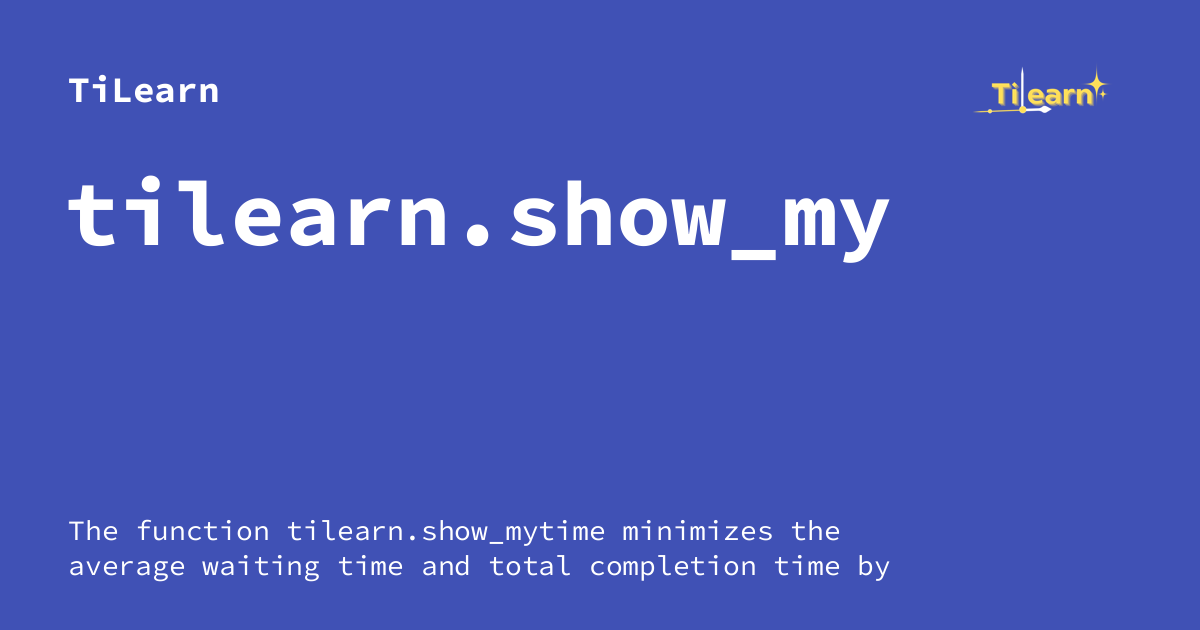 TiLearn
TiLearn
tilearn.show_my
The function tilearn.show_mytime minimizes the
average waiting time and total completion time by